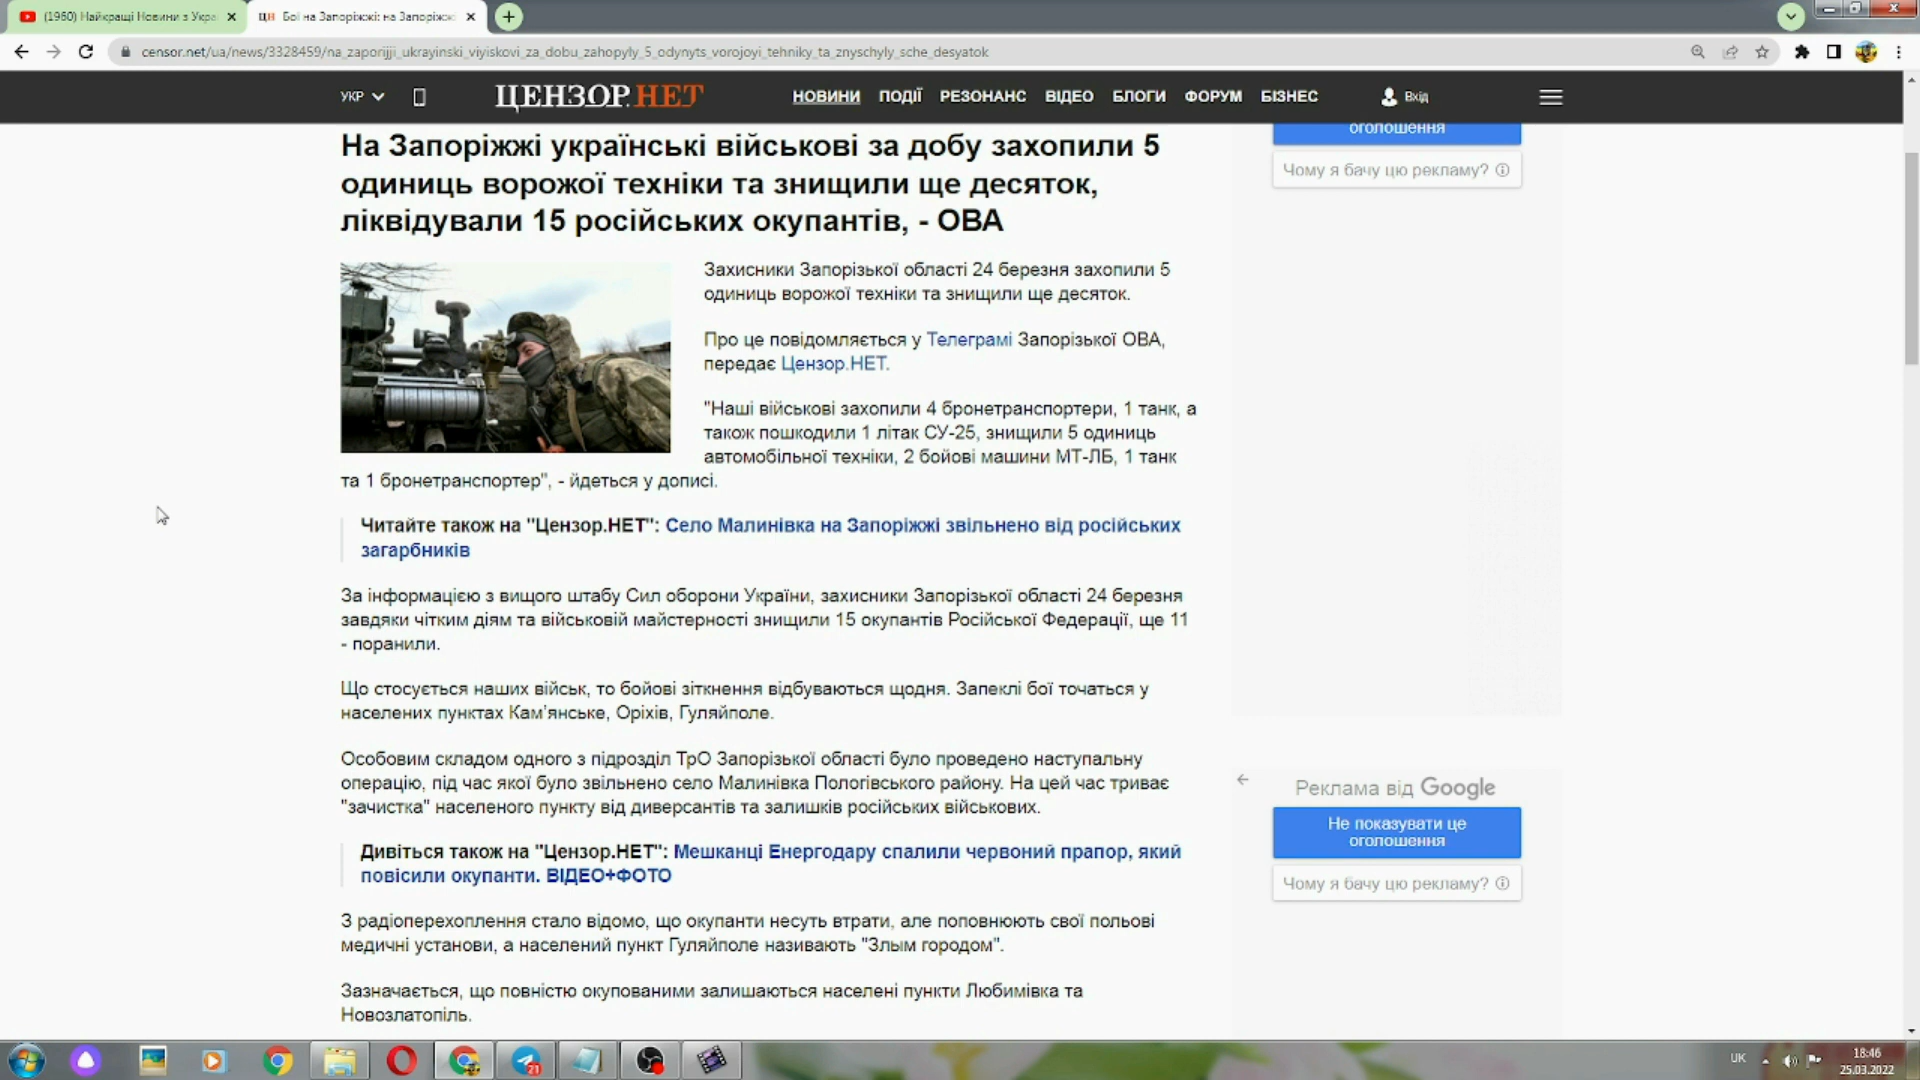 (1960) Найкращі Новини з Укра
Бої на Запоріжжі: на Запоріжж
censor.net/ua/news/3328459/na_zaporijji_ukrayinski_viyiskovi_za_dobu_zahopyly_5_odynyts_vorojoyi_tehniky_ta_znyschyly_sche_desyatok
УКР
ЦЕНЗОР.НЕТ
НОВИНИ ПОДІЇ РЕЗОНАНС ВІДЕО БЛОГИ ФОРУМ БІЗНЕС
Вхід
На Запоріжжі українські військові за добу захопили 5
одиниць ворожої техніки та знищили ще десяток,
ліквідували 15 російських окупантів, - ОВА
оголошення
Чому я бачу цю рекламу?
Захисники Запорізької області 24 березня захопили 5
одиниць ворожої техніки та знищили ще десяток.
Про це повідомляється у Телеграмі Запорізької ОВА,
передає Цензор.НЕТ.
"Наші військові захопили 4 бронетранспортери, 1 танк, а
також пошкодили 1 літак СУ-25, знищили 5 одиниць
автомобільної техніки, 2 бойові машини МТ-ЛБ, 1 танк
та 1 бронетранспортер", - йдеться у дописі.
Читайте також на "Цензор.НЕТ": Село Малинівка на Запоріжжі звільнено від російських
загарбників
За інформацією з вищого штабу Сил оборони України, захисники Запорізької області 24 березня
завдяки чітким діям та військовій майстерності знищили 15 окупантів Російської Федерації, ще 11
- поранили.
Що стосується наших військ, то бойові зіткнення відбуваються щодня. Запеклі бої точаться у
населених пунктах Кам'янське, Оріхів, Гуляйполе.
Особовим складом одного з підрозділ ТрО Запорізької області було проведено наступальну
операцію, під час якої було звільнено село Малинівка Пологівського району. На цей час триває
"зачистка" населеного пункту від диверсантів та залишків російських військових.
Дивіться також на "Цензор.НЕТ": Мешканці Енергодару спалили червоний прапор, який
повісили окупанти. ВІДЕО+ФОТО
З радіоперехоплення стало відомо, що окупанти несуть втрати, але поповнюють свої польові
медичні установи, а населений пункт Гуляйполе називають "Злым городом".
Зазначається, що повністю окупованими залишаються населені пункти Любимівка та
Новозлатопіль.
Реклама від Google
Не показувати це
оголошення
Чому я бачу цю рекламу?
21
UK
18:46
25.03.2022